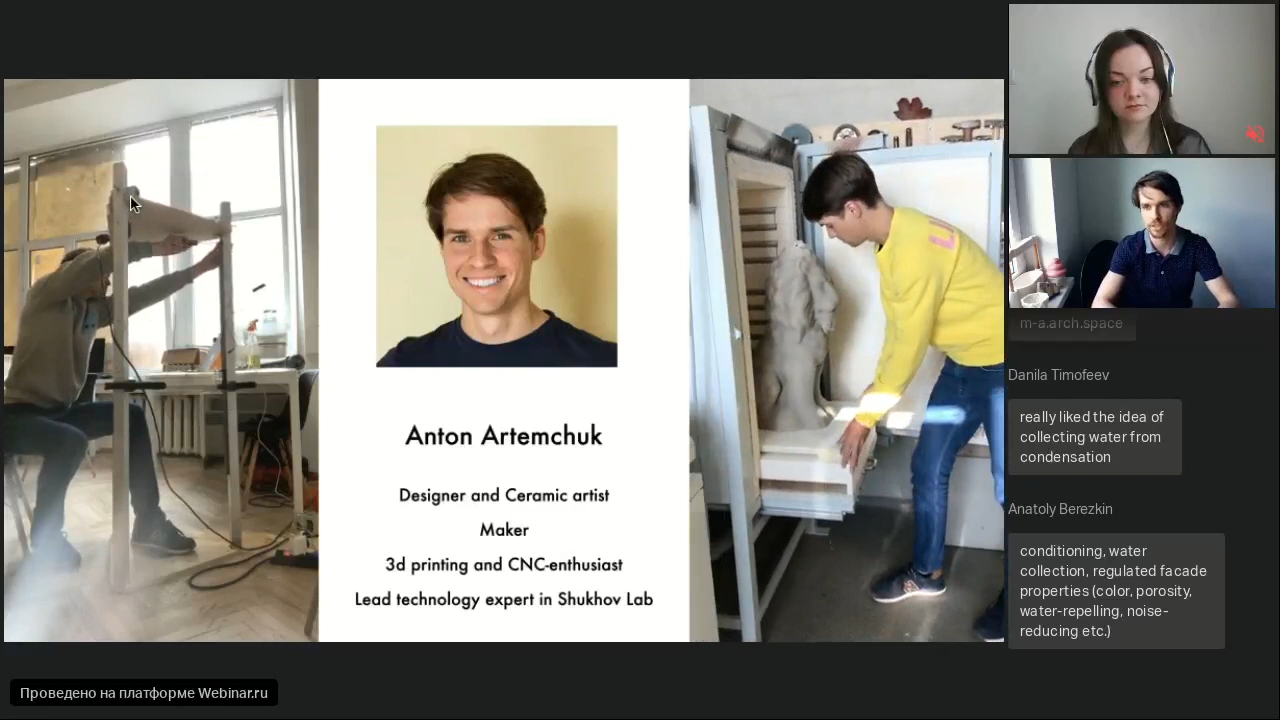 Anton Artemchuk
Designer and Ceramic artist
Maker
3d printing and CNC-enthusiast
Lead technology expert in Shukhov Lab
m-a.arch.space
Danila Timofeev
really liked the idea of
collecting water from
condensation
Anatoly Berezkin
conditioning, water
collection, regulated facade
properties (color, porosity,
water-repelling, noise-
reducing etc.)
Проведено на платформе Webinar.ru